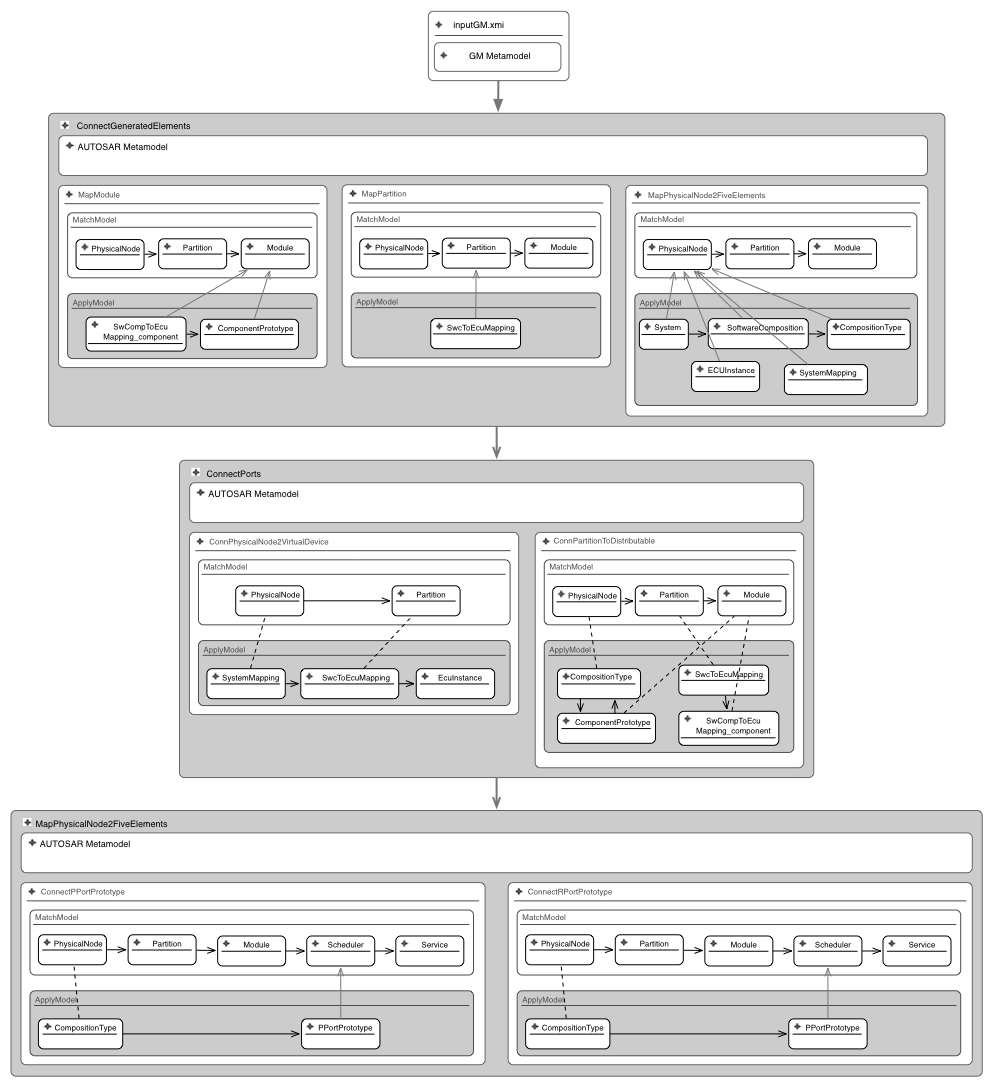 inputGM.xmi
GM Metamodel
ConnectGeneratedElements
AUTOSAR Metamodel
MapModule
MatchModel
PhysicalNode
Partition
Module
ApplyModel
SwCompToEcu
Mapping_component
ComponentPrototype
MapPartition
MatchModel
PhysicalNode
Partition
Module
ApplyModel
SwcToEcuMapping
MapPhysicalNode2FiveElements
MatchModel
PhysicalNode
Partition
Module
ApplyModel
System
SoftwareComposition
CompositionType
ECUInstance
SystemMapping
ConnectPorts
AUTOSAR Metamodel
ConnPhysicalNode2VirtualDevice
MatchModel
PhysicalNode
Partition
ApplyModel
SystemMapping
SwcToEcuMapping
EcuInstance
ConnPartitionToDistributable
MatchModel
PhysicalNode
Partition
Module
ApplyModel
CompositionType
SwcToEcuMapping
ComponentPrototype
SwCompToEcu
Mapping_component
MapPhysicalNode2FiveElements
AUTOSAR Metamodel
ConnectPPortPrototype
MatchModel
PhysicalNode
Partition
Module
Scheduler
Service
ApplyModel
CompositionType
PPortPrototype
ConnectRPortPrototype
MatchModel
PhysicalNode
Partition
Module
Scheduler
Service
ApplyModel
CompositionType
PPortPrototype